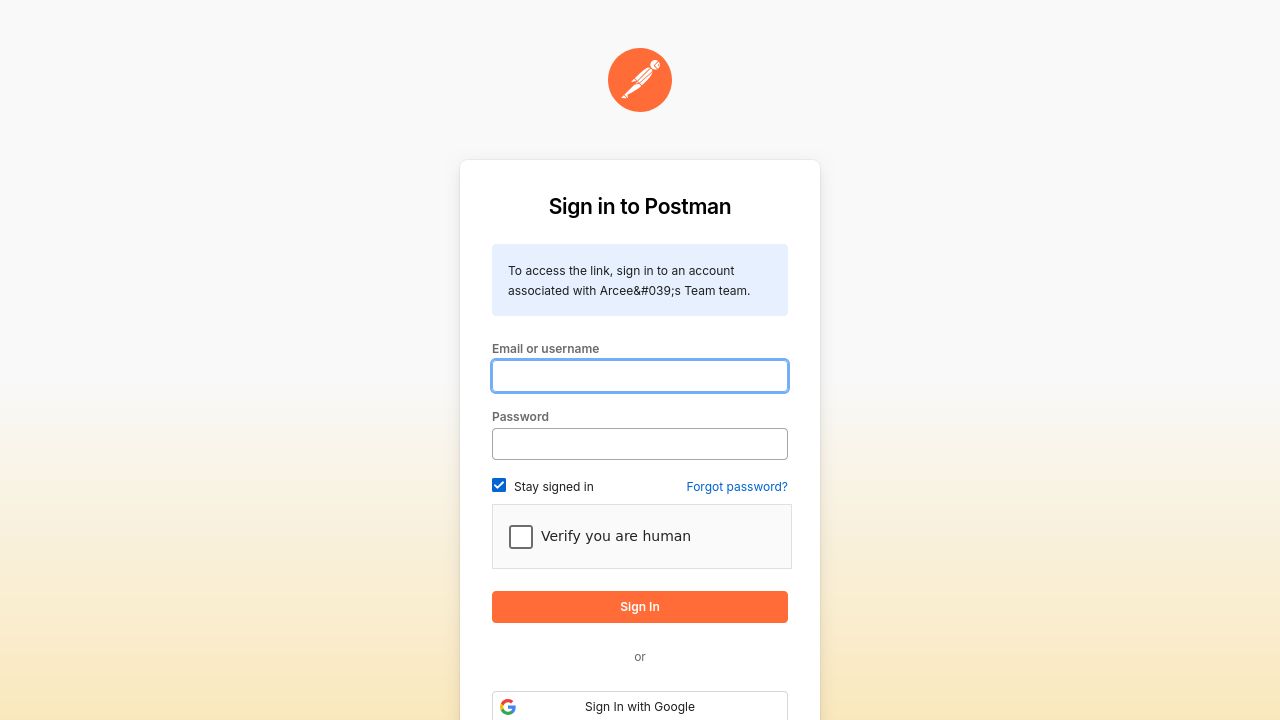 Sign in to Postman
To access the link, sign in to an account
associated with Arcee&#039;s Team team.
Email or username
Password
Stay signed in
Forgot password?
Verify you are human
Sign In
or
Sign In with Google